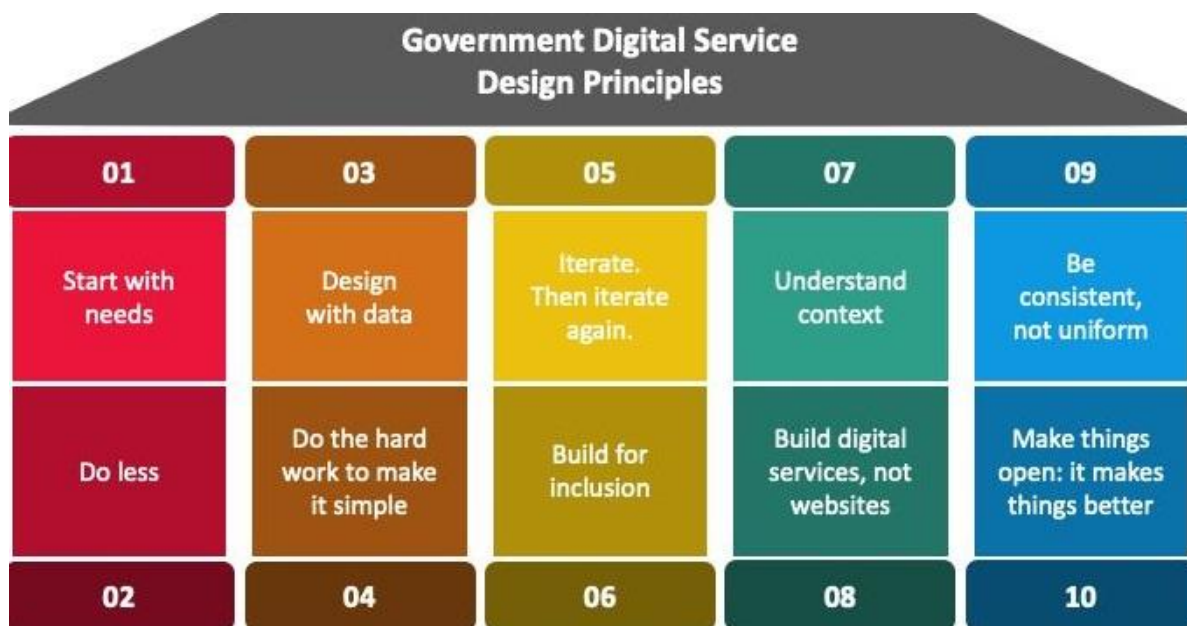 Government Digital Service
Design Principles
01
Start with
needs
Do less
02
03
Design
with data
Do the hard
work to make
it simple
04
05
Iterate.
Then iterate
again.
Build for
inclusion
06
07
Understand
context
Build digital
services, not
websites
08
09
Be
consistent,
not uniform
Make things
open: it makes
things better
10